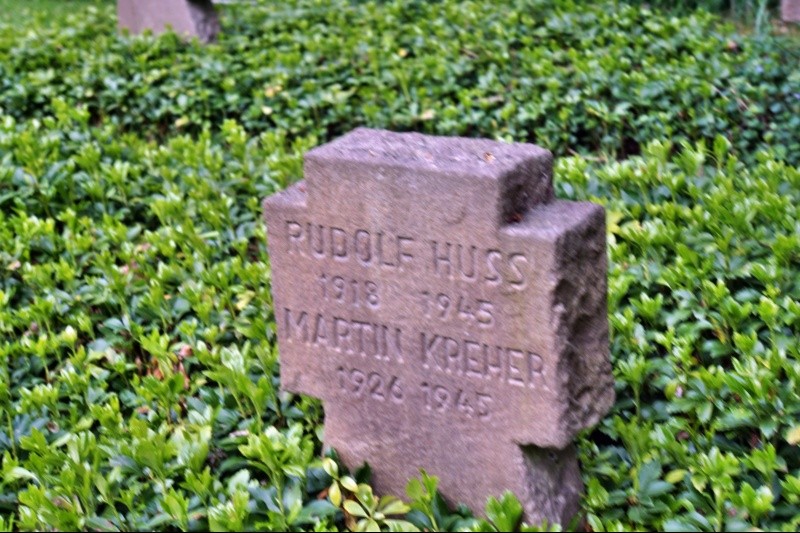 RUDOLF HUSS
1918 1945
MARTIN KREHER
1926 1945